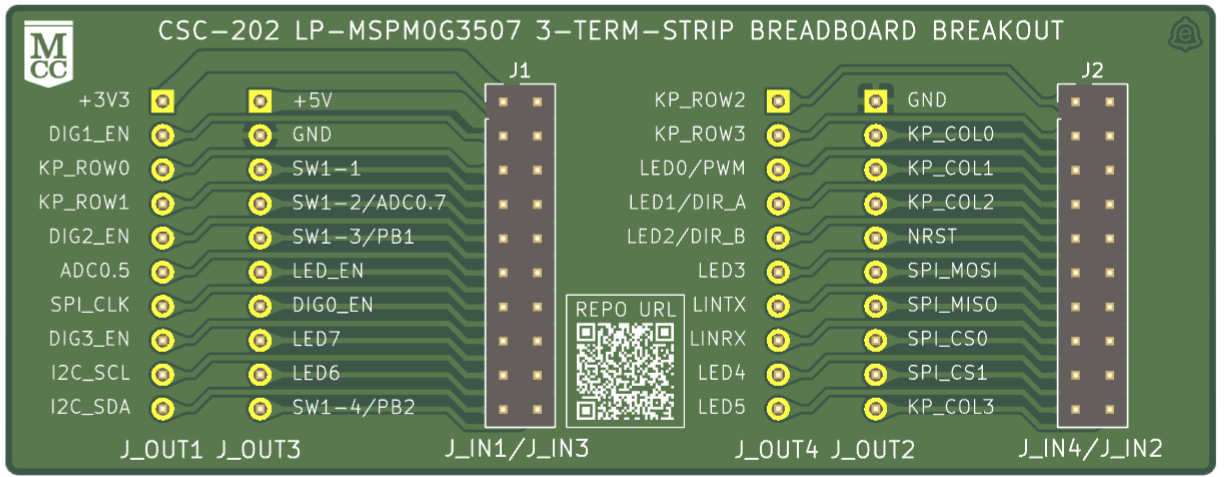 CSC-202 LP-MSPM0G3507 3-TERM-STRIP BREADBOARD BREAKOUT
M
CC
e
J1
J2
+3V3 +5V KP_ROW2 GND
DIG1_EN GND KP_ROW3 KP_COL0
KP_ROW0 SW1-1 LED0/PWM KP_COL1
KP_ROW1 SW1-2/ADC0.7 LED1/DIR_A KP_COL2
DIG2_EN SW1-3/PB1 LED2/DIR_B NRST
ADC0.5 LED_EN LED3 SPI_MOSI
SPI_CLK DIG0_EN REPO URL LINTX SPI_MISO
DIG3_EN LED7 LINRX SPI_CS0
I2C_SCL LED6 LED4 SPI_CS1
I2C_SDA SW1-4/PB2 LED5 KP_COL3
J_OUT1 J_OUT3 J_IN1/J_IN3 J_OUT4 J_OUT2 J_IN4/J_IN2